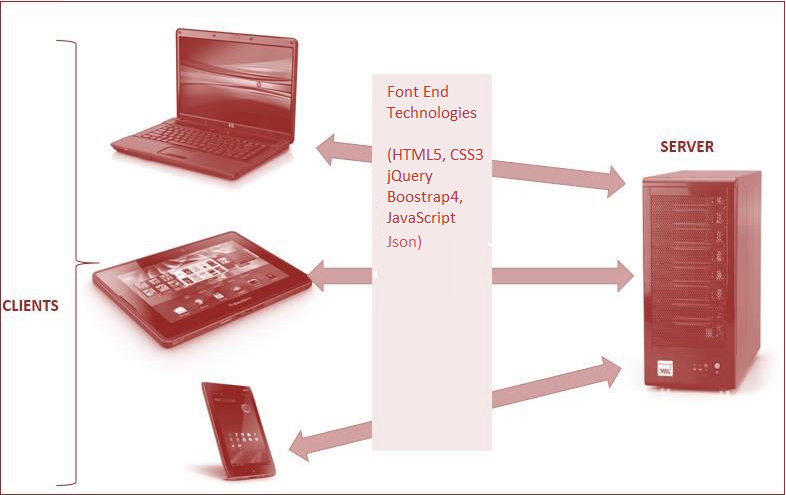 Font End
Technologies
(HTML5, CSS3
jQuery
Boostrap4,
JavaScript
Json)
SERVER
CLIENTS